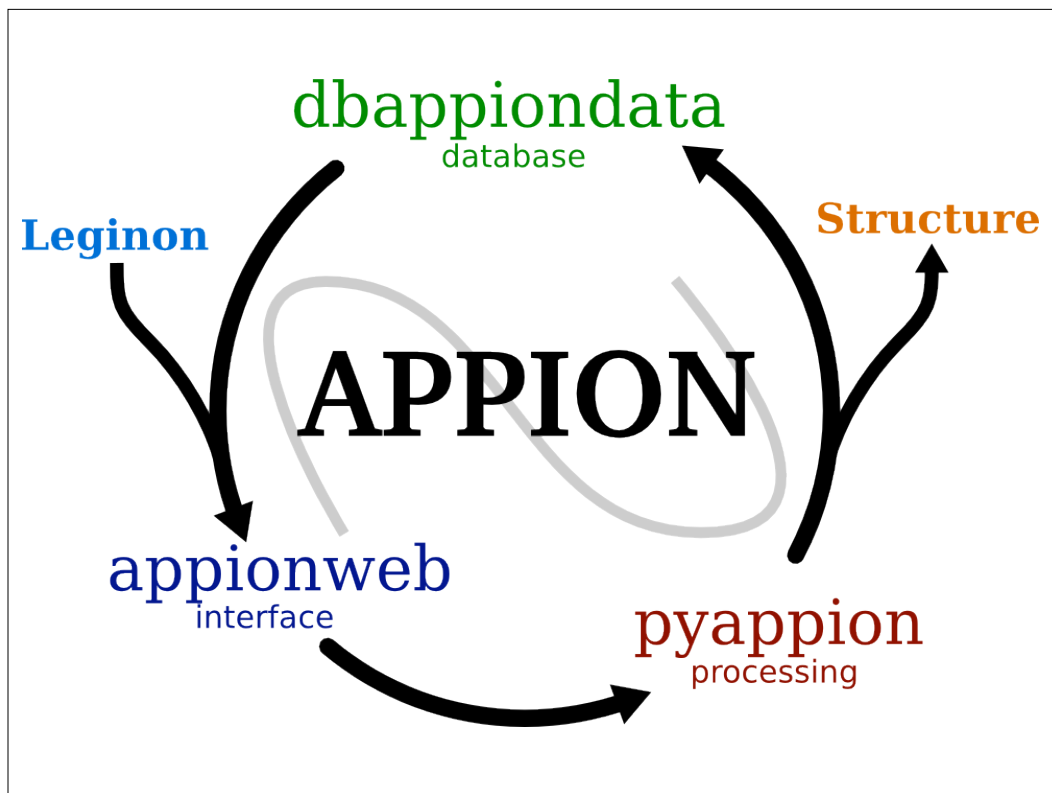 dbappiondata
database
Leginon
Structure
APPION
appionweb
interface
pyappion
processing